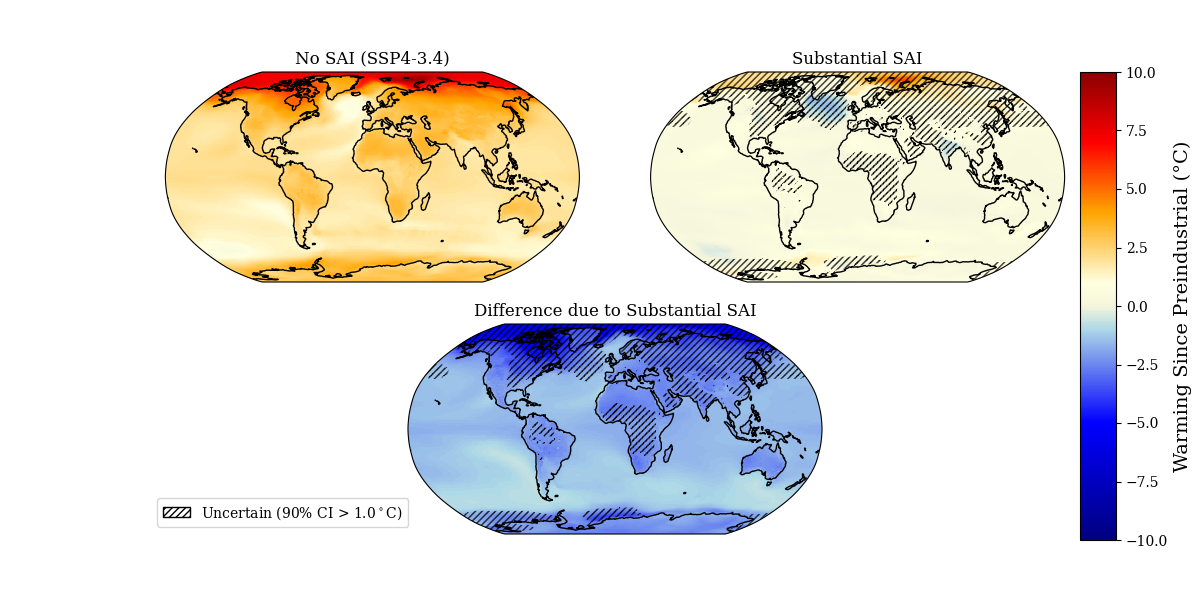 No SAI (SSP4-3.4)
Substantial SAI
Difference due to Substantial SAI
Uncertain (90% CI > 1.0°C)
10.0
7.5
5.0
2.5
0.0
−2.5
−5.0
−7.5
−10.0
Warming Since Preindustrial (°C)